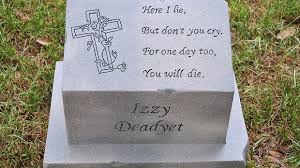 Here I lie,
But don't you cry.
For one day too,
You will die.
Izzy
Deadyet